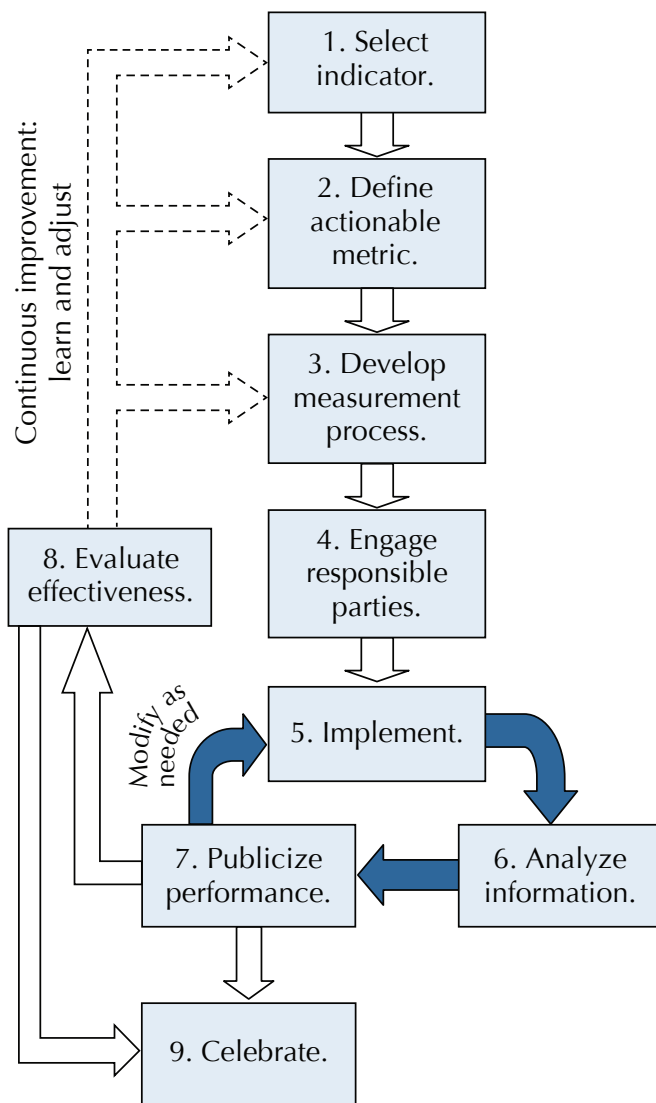 1. Select
indicator.
2. Define
actionable
metric.
3. Develop
measurement
process.
4. Engage
responsible
parties.
Continuous improvement:
learn and adjust
8. Evaluate
effectiveness.
Modify as
needed
5. Implement.
7. Publicize
performance.
6. Analyze
information.
9. Celebrate.